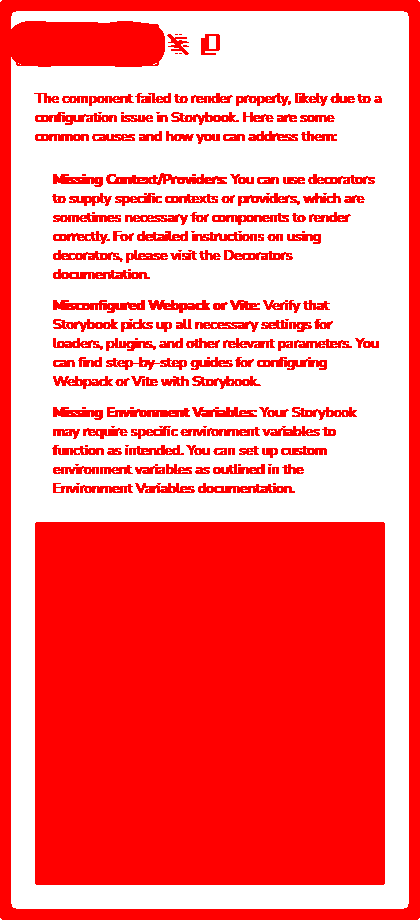 The component failed to render properly, likely due to a
configuration issue in Storybook. Here are some
common causes and how you can address them:
Missing Context/Providers: You can use decorators
to supply specific contexts or providers, which are
sometimes necessary for components to render
correctly. For detailed instructions on using
decorators, please visit the Decorators
documentation.
Misconfigured Webpack or Vite: Verify that
Storybook picks up all necessary settings for
loaders, plugins, and other relevant parameters. You
can find step-by-step guides for configuring
Webpack or Vite with Storybook.
Missing Environment Variables: Your Storybook
may require specific environment variables to
function as intended. You can set up custom
environment variables as outlined in the
Environment Variables documentation.